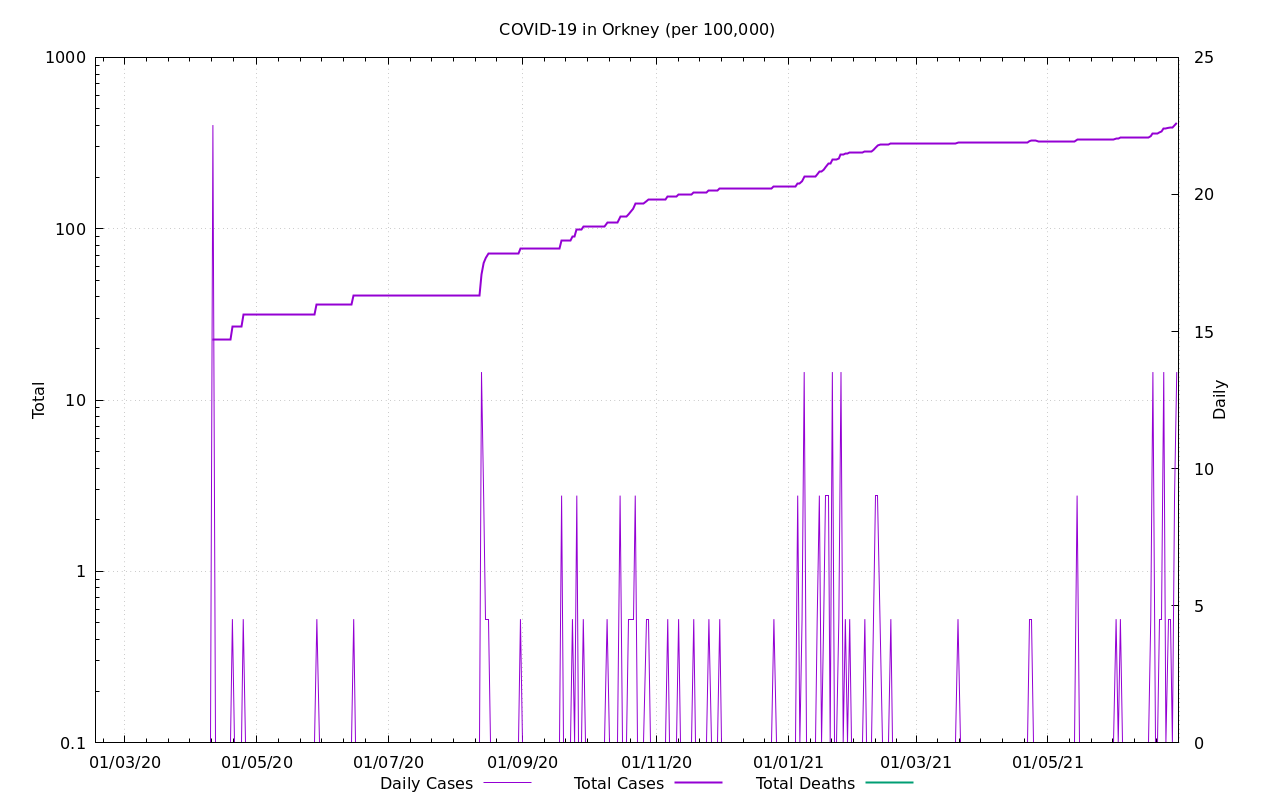 COVID-19 in Orkney (per 100,000)
1000
100
10
1
0.1
Total
25
20
15
10
5
0
Daily
01/03/20 01/05/20 01/07/20 01/09/20 01/11/20 01/01/21 01/03/21 01/05/21
Daily Cases Total Cases Total Deaths